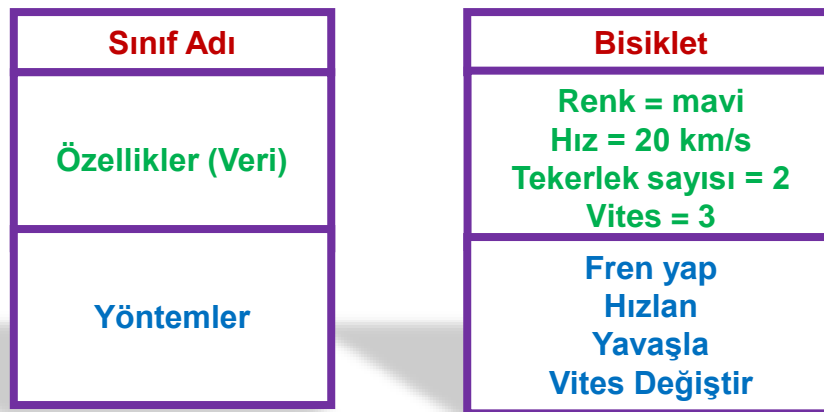 Sınıf Adı
Özellikler (Veri)
Yöntemler
Bisiklet
Renk = mavi
Hız = 20 km/s
Tekerlek sayısı = 2
Vites = 3
Fren yap
Hızlan
Yavaşla
Vites Değiştir